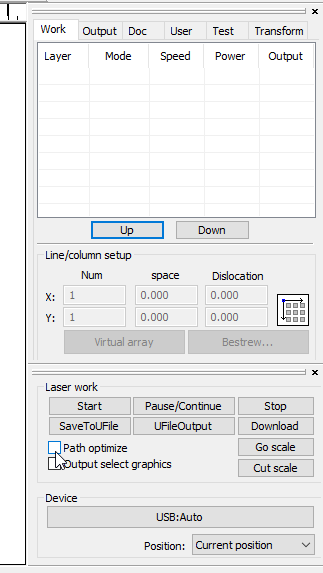 Work Output Doc User Test Transform
Layer Mode Speed Power Output
Up Down
Line/column setup
Num space Dislocation
X: 1 0.000 0.000
Y: 1 0.000 0.000
Virtual array Bestrew...
Laser work
Start Pause/Continue Stop
SaveToUFile UFileOutput Download
Path optimize Go scale
Output select graphics Cut scale
Device
USB:Auto
Position: Current position